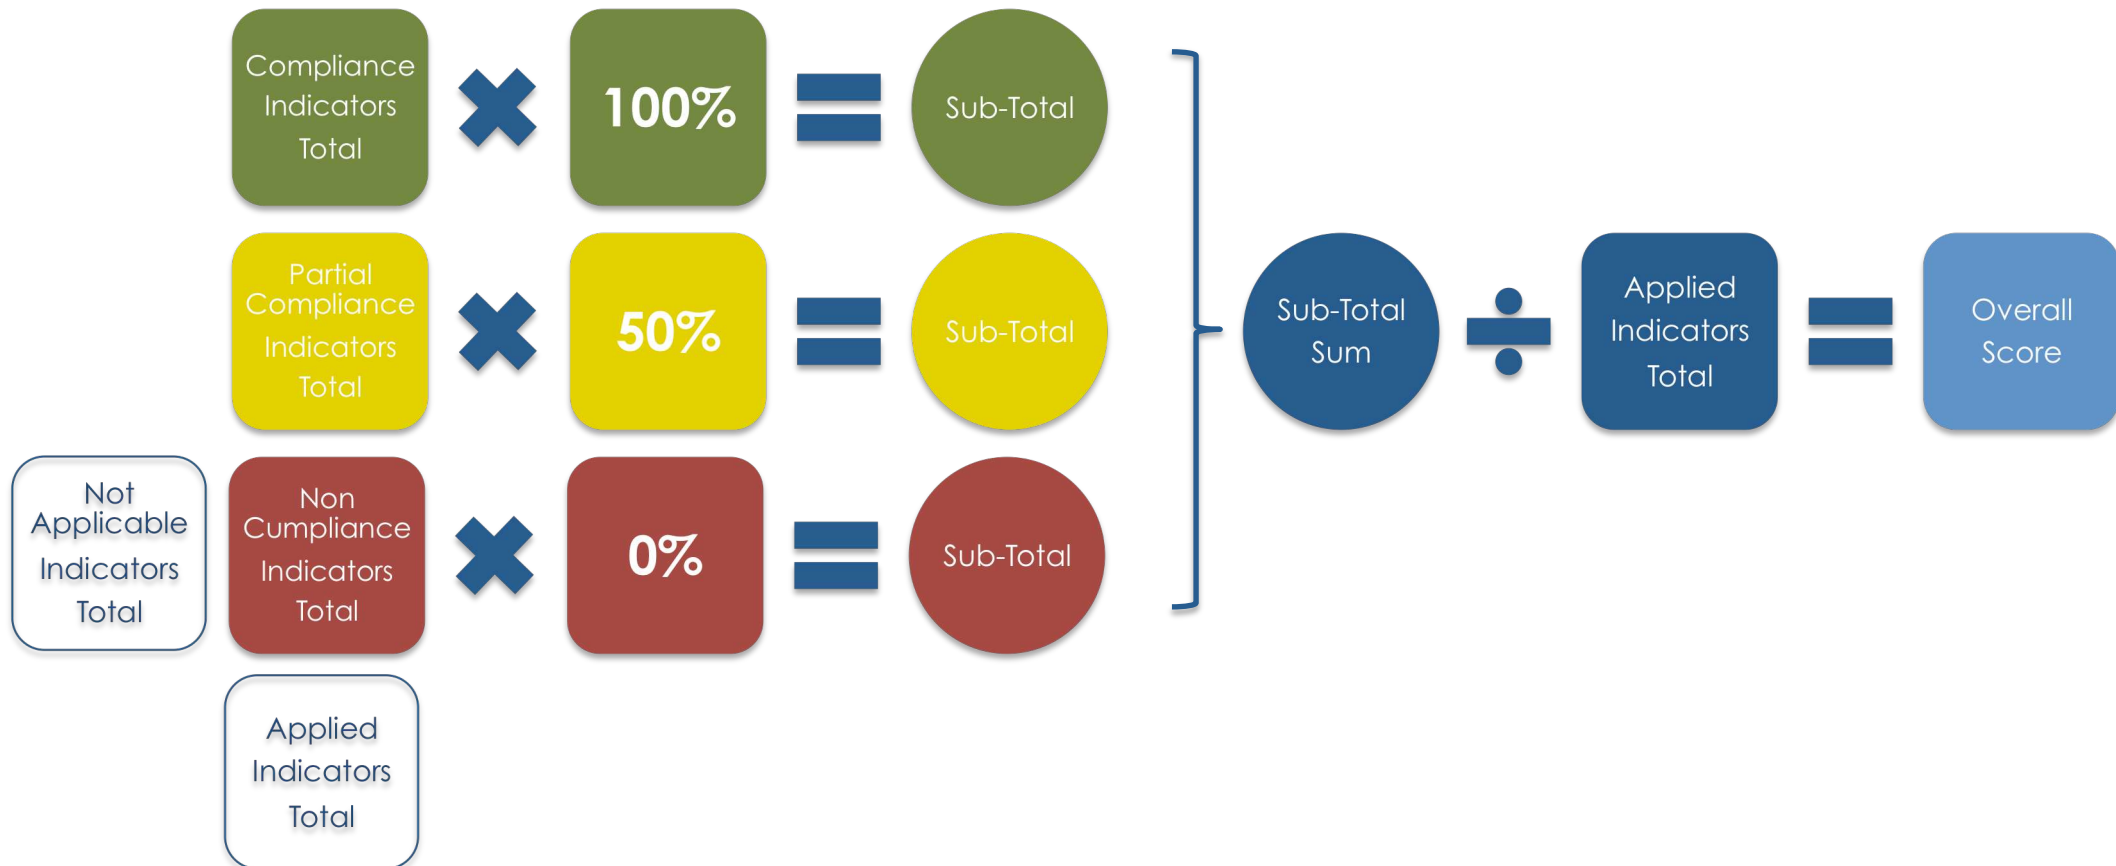 Compliance
Indicators
Total
100%
Sub-Total
Partial
Compliance
Indicators
Total
50%
Sub-Total
Sub-Total
Sum
Applied
Indicators
Total
Overall
Score
Not
Applicable
Indicators
Total
Non
Cumpliance
Indicators
Total
0%
Sub-Total
Applied
Indicators
Total